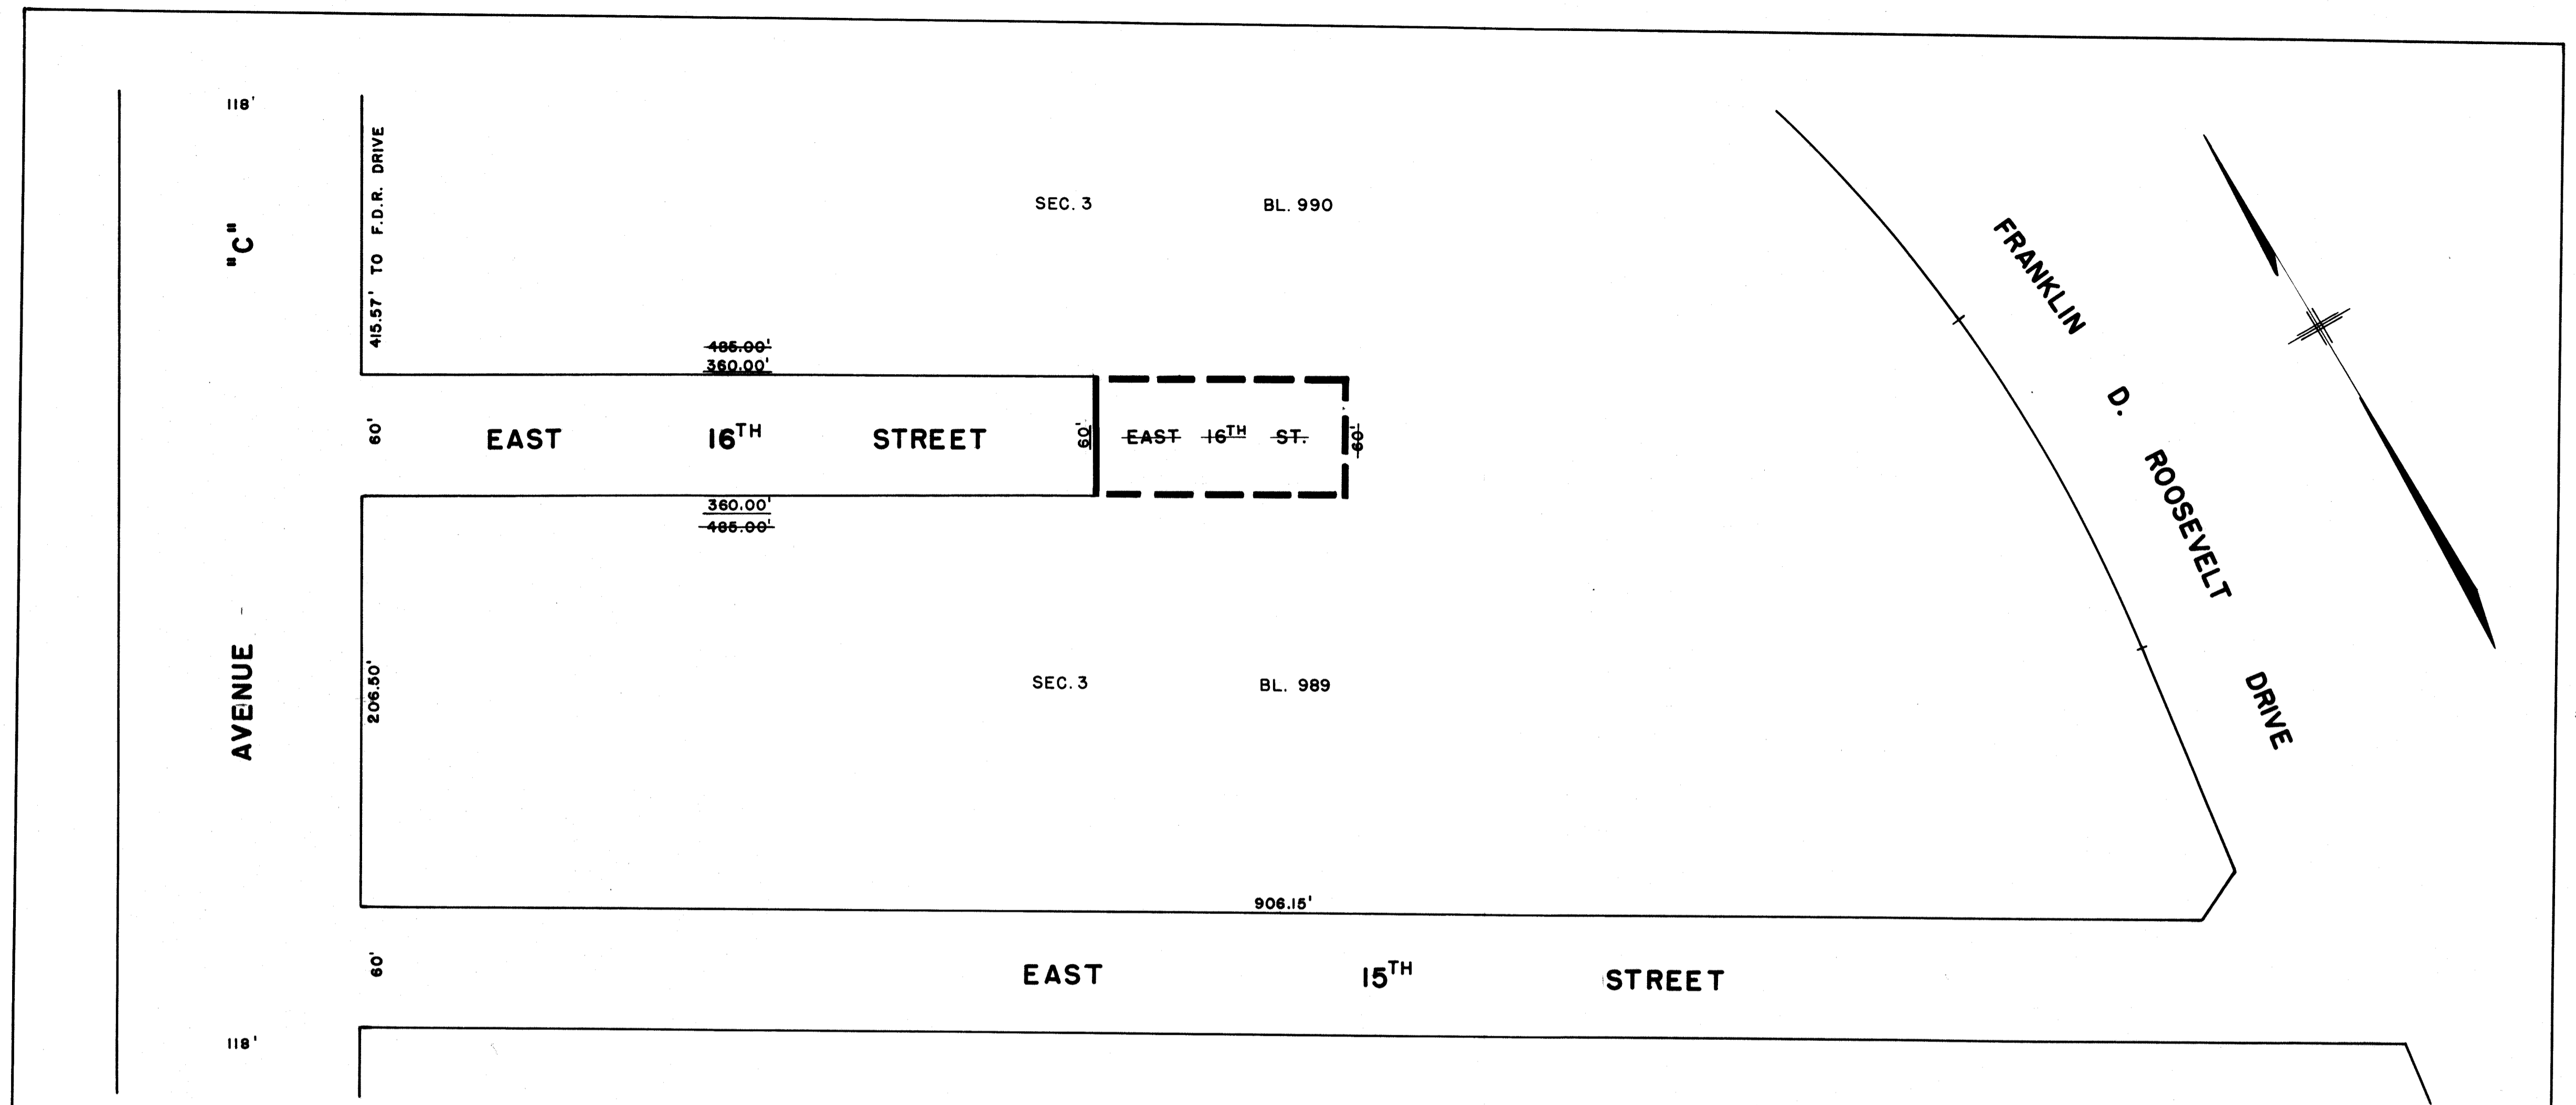 118'
"C"
AVENUE
118'
415.57' TO F.D.R. DRIVE
SEC. 3 BL. 990
485.00'
360.00'
60'
EAST 16TH STREET
60'
EAST 16TH ST.
60'
360.00'
485.00'
206.50'
SEC. 3 BL. 989
906.15'
60'
EAST 15TH STREET
FRANKLIN D. ROOSEVELT DRIVE